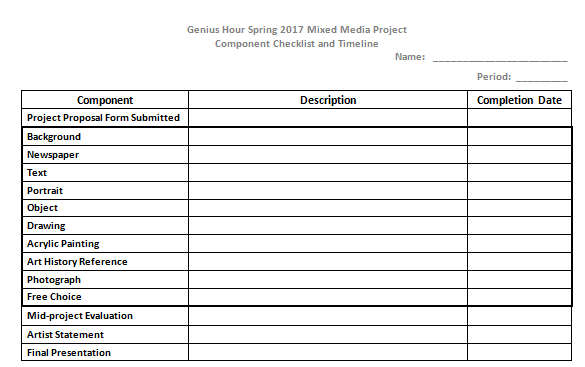 Genius Hour Spring 2017 Mixed Media Project
Component Checklist and Timeline
Name: ________________________
Period: _________
Component Description Completion Date
Project Proposal Form Submitted
Background
Newspaper
Text
Portrait
Object
Drawing
Acrylic Painting
Art History Reference
Photograph
Free Choice
Mid-project Evaluation
Artist Statement
Final Presentation